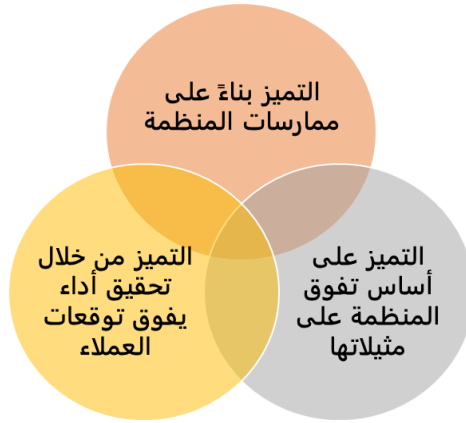 التميز بناءً على
ممارسات المنظمة
التميز على
أساس تفوق
المنظمة على
مثيلاتها
التميز من خلال
تحقيق أداء
يفوق توقعات
العملاء